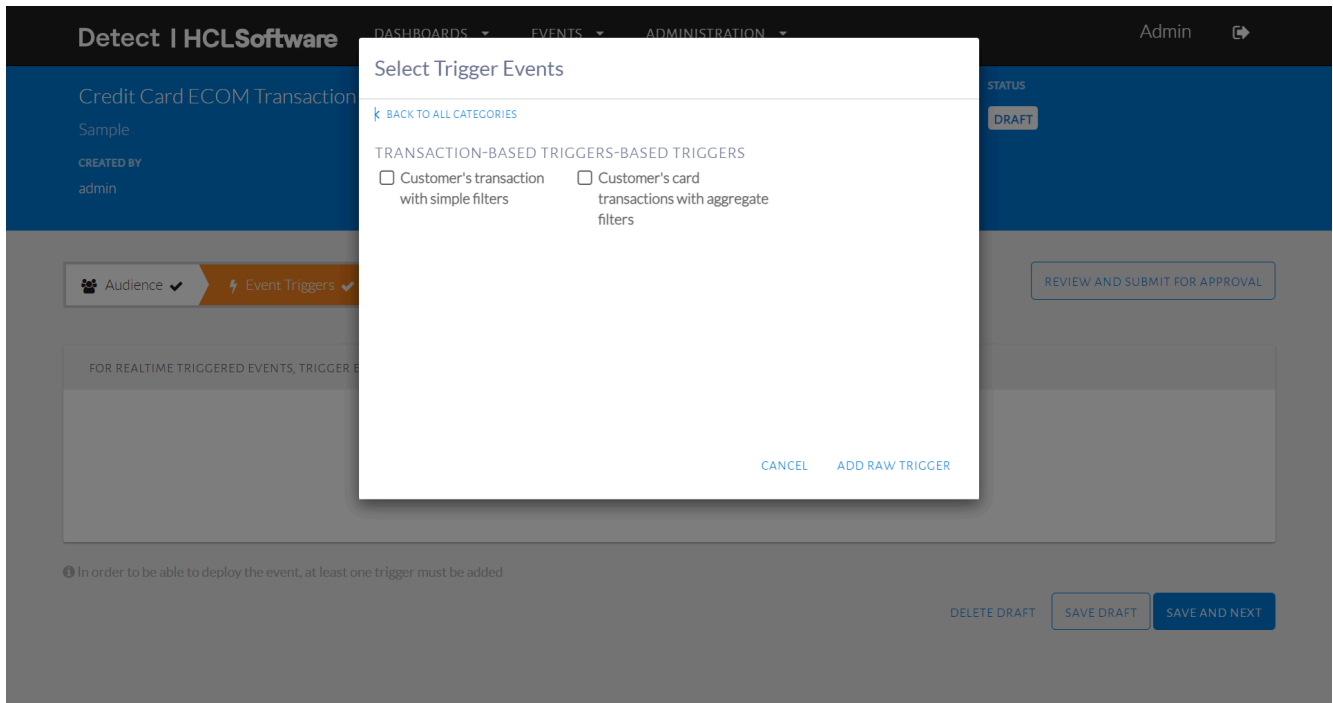 Detect | HCLSoftware
DASHBOARDS
EVENTS
ADMINISTRATION
Admin
Credit Card ECOM Transaction
Sample
CREATED BY
admin
STATUS
DRAFT
Select Trigger Events
BACK TO ALL CATEGORIES
TRANSACTION-BASED TRIGGERS-BASED TRIGGERS
Customer's transaction
with simple filters
Customer's card
transactions with aggregate
filters
CANCEL
ADD RAW TRIGGER
Audience
Event Triggers
REVIEW AND SUBMIT FOR APPROVAL
FOR REALTIME TRIGGERED EVENTS, TRIGGER E
In order to be able to deploy the event, at least one trigger must be added
DELETE DRAFT
SAVE DRAFT
SAVE AND NEXT